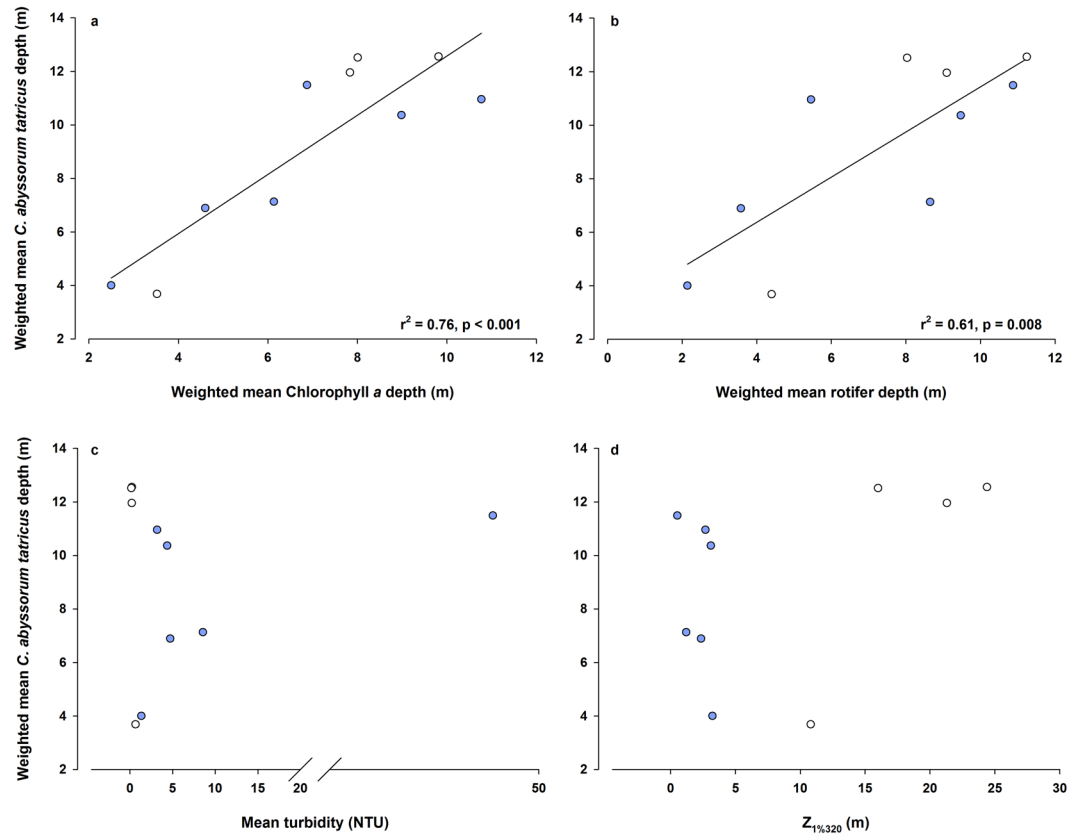 a
Weighted mean C. abyssorum tatricus depth (m)
14
12
10
8
6
4
2
r² = 0.76, p < 0.001
2 4 6 8 10 12
Weighted mean Chlorophyll a depth (m)
b
14
12
10
8
6
4
2
r² = 0.61, p = 0.008
0 2 4 6 8 10 12
Weighted mean rotifer depth (m)
c
Weighted mean C. abyssorum tatricus depth (m)
14
12
10
8
6
4
2
0 5 10 15 20 50
Mean turbidity (NTU)
d
14
12
10
8
6
4
2
0 5 10 15 20 25 30
Z1%320 (m)